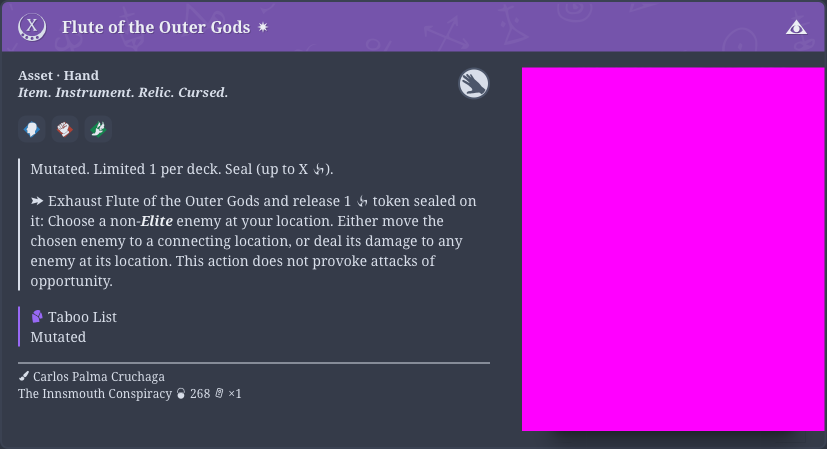 X Flute of the Outer Gods
Asset · Hand
Item. Instrument. Relic. Cursed.
Mutated. Limited 1 per deck. Seal (up to X ).
Exhaust Flute of the Outer Gods and release 1 token sealed on
it: Choose a non-Elite enemy at your location. Either move the
chosen enemy to a connecting location, or deal its damage to any
enemy at its location. This action does not provoke attacks of
opportunity.
Taboo List
Mutated
Carlos Palma Cruchaga
The Innsmouth Conspiracy 268 ×1